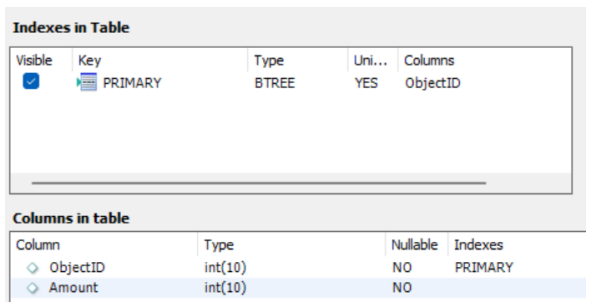 Indexes in Table
Visible Key Type Uni... Columns
PRIMARY BTREE YES ObjectID
Columns in table
Column Type Nullable Indexes
ObjectID int(10) NO PRIMARY
Amount int(10) NO